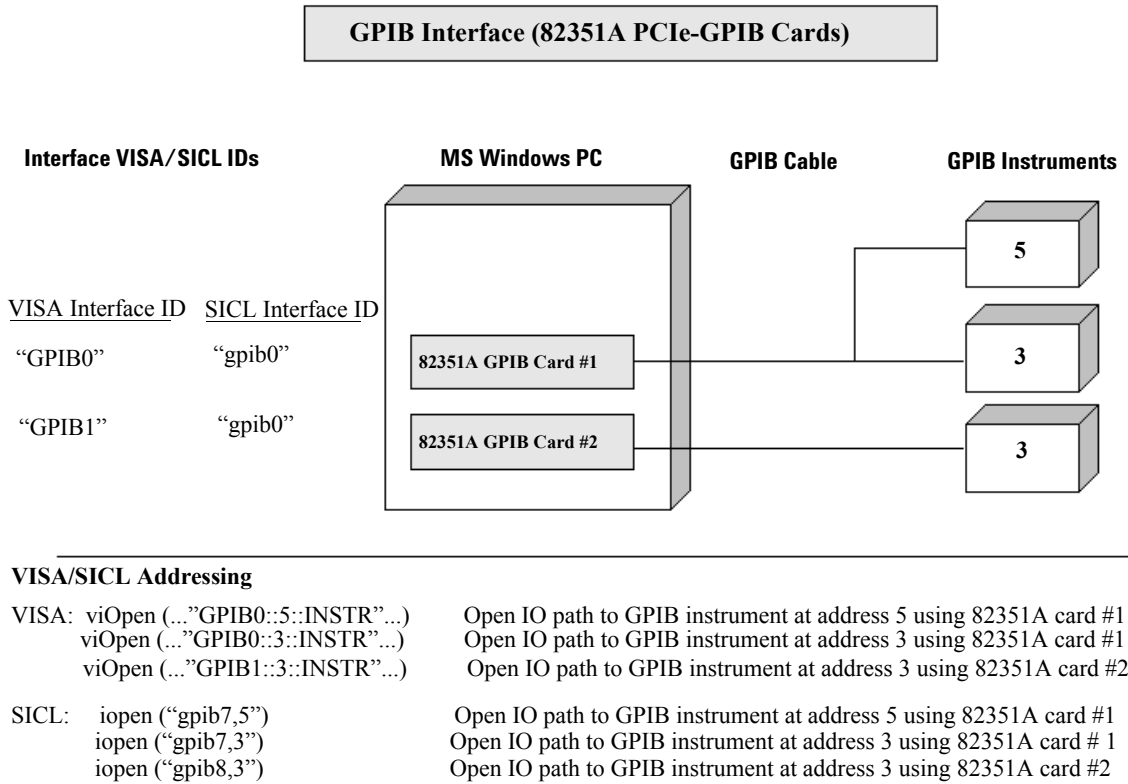 GPIB Interface (82351A PCIe-GPIB Cards)
Interface VISA/SICL IDs
MS Windows PC
GPIB Cable
GPIB Instruments
5
VISA Interface ID
SICL Interface ID
“GPIB0”
“gpib0”
82351A GPIB Card #1
3
“GPIB1”
“gpib0”
82351A GPIB Card #2
3
VISA/SICL Addressing
VISA: viOpen (...”GPIB0::5::INSTR”...) Open IO path to GPIB instrument at address 5 using 82351A card #1
viOpen (...”GPIB0::3::INSTR”...) Open IO path to GPIB instrument at address 3 using 82351A card #1
viOpen (...”GPIB1::3::INSTR”...) Open IO path to GPIB instrument at address 3 using 82351A card #2
SICL: iopen (“gpib7,5”) Open IO path to GPIB instrument at address 5 using 82351A card #1
iopen (“gpib7,3”) Open IO path to GPIB instrument at address 3 using 82351A card # 1
iopen (“gpib8,3”) Open IO path to GPIB instrument at address 3 using 82351A card #2